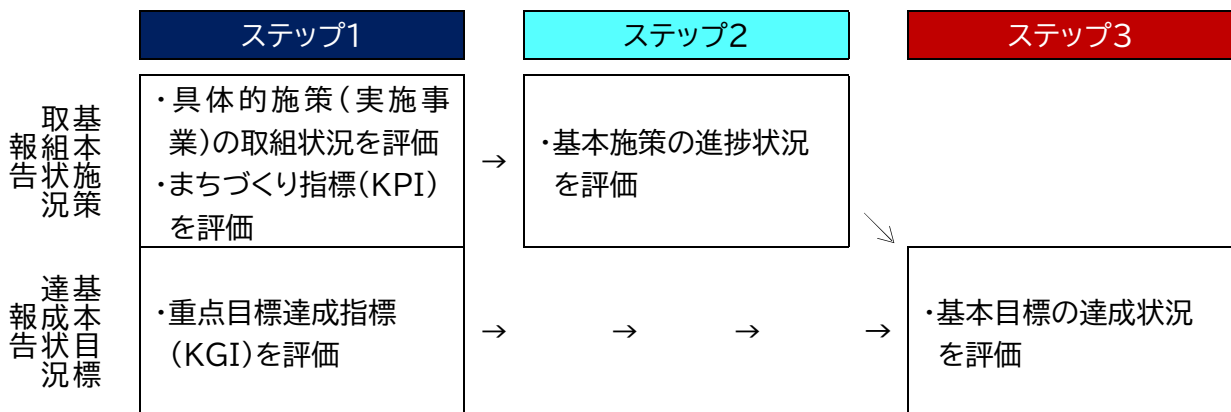 ステップ1
ステップ2
ステップ3
基本施策
取組状況
報告
・具体的施策(実施事
業)の取組状況を評価
・まちづくり指標(KPI)
を評価
→
・基本施策の進捗状況
を評価
↘
基本目標
達成状況
報告
・重点目標達成指標
(KGI)を評価
→ → → →
・基本目標の達成状況
を評価